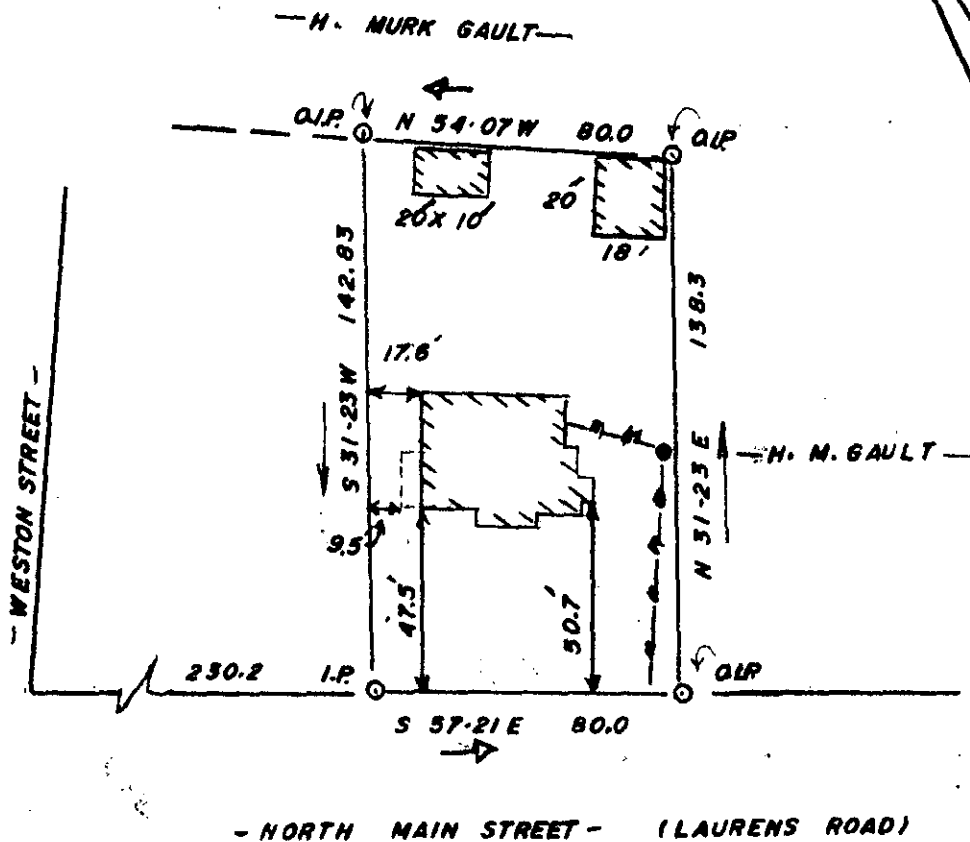 - H. MURK GAULT -
O.I.P. N 54·07 W 80.0 O.I.P.
20' X 10'
20'
18'
S 31-23 W 142.83
138.3
N 31-23 E
17.6'
- H. M. GAULT -
- WESTON STREET -
9.5'
47.5'
50.7'
230.2 I.P. O.I.P.
S 57·21 E 80.0
- NORTH MAIN STREET - (LAURENS ROAD)